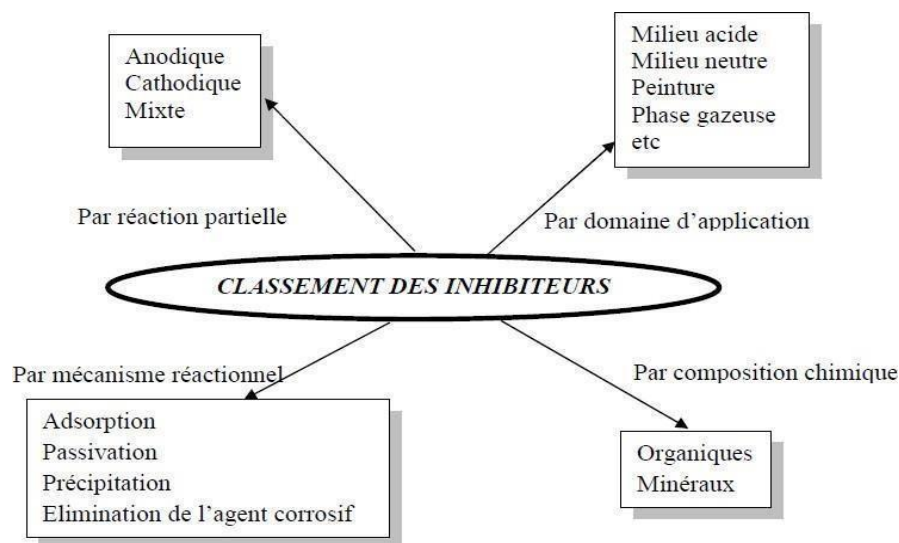 Anodique
Cathodique
Mixte
Milieu acide
Milieu neutre
Peinture
Phase gazeuse
etc
Par réaction partielle
Par domaine d'application
CLASSEMENT DES INHIBITEURS
Par mécanisme réactionnel
Par composition chimique
Adsorption
Passivation
Précipitation
Elimination de l'agent corrosif
Organiques
Minéraux